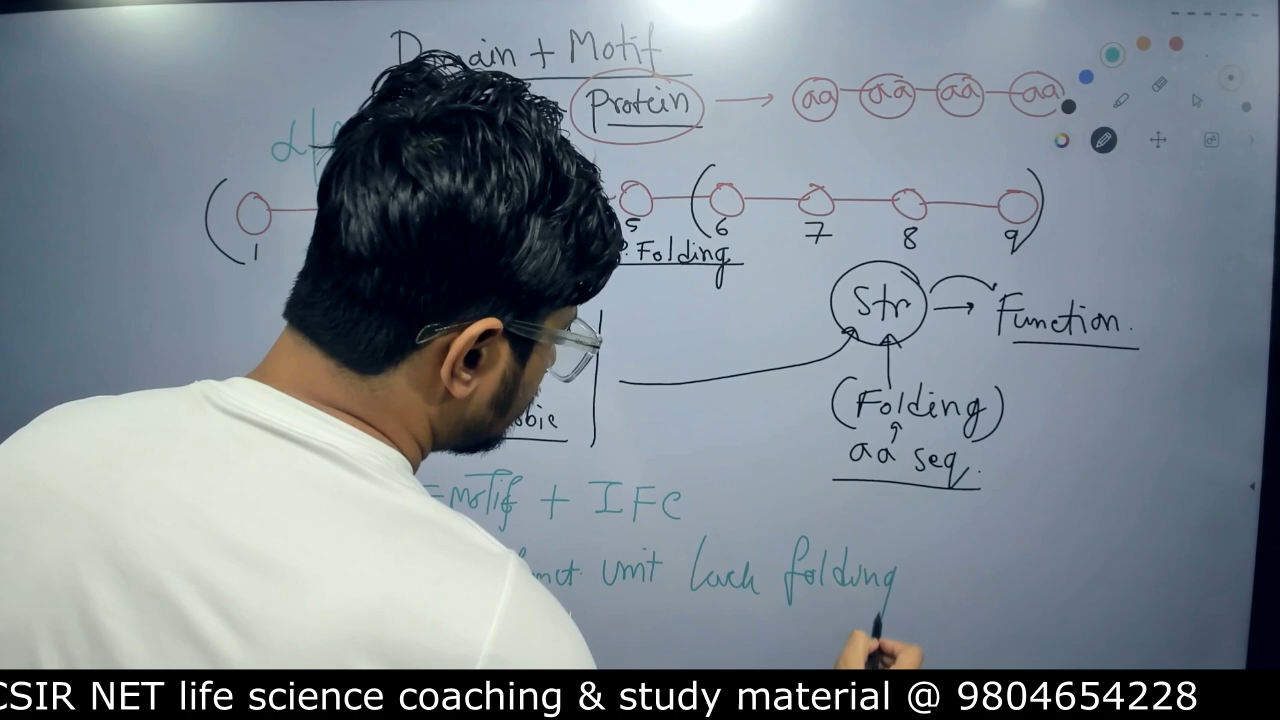 Domain + Motif
Protein → aa aa aa aa
1 5 6 7 8 9
Folding
Str → Function.
(Folding)
aa seq.
motif + IFC
unit lack folding
CSIR NET life science coaching & study material @ 9804654228